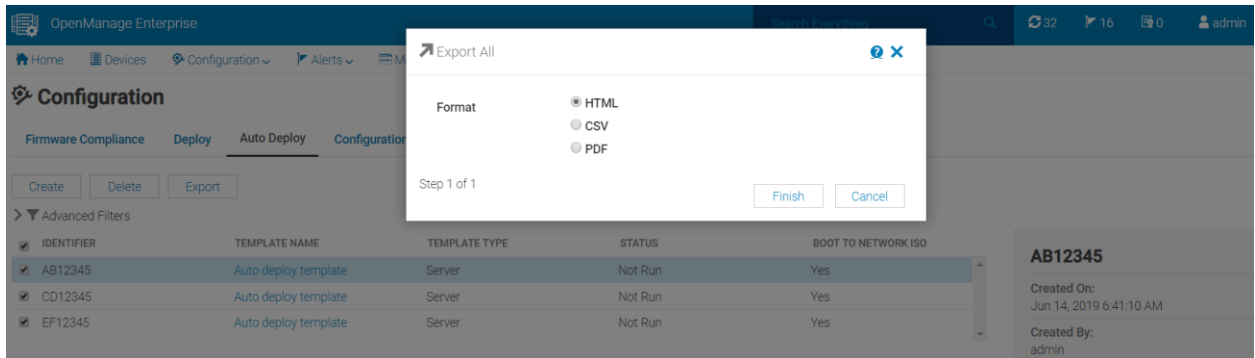 OpenManage Enterprise
Search Everything
32 16 0 admin
Home Devices Configuration Alerts M
Export All
Configuration
Format
HTML
CSV
PDF
Firmware Compliance Deploy Auto Deploy Configuration
Step 1 of 1
Finish Cancel
Create Delete Export
Advanced Filters
IDENTIFIER TEMPLATE NAME TEMPLATE TYPE STATUS BOOT TO NETWORK ISO
AB12345 Auto deploy template Server Not Run Yes
CD12345 Auto deploy template Server Not Run Yes
EF12345 Auto deploy template Server Not Run Yes
AB12345
Created On:
Jun 14, 2019 6:41:10 AM
Created By:
admin